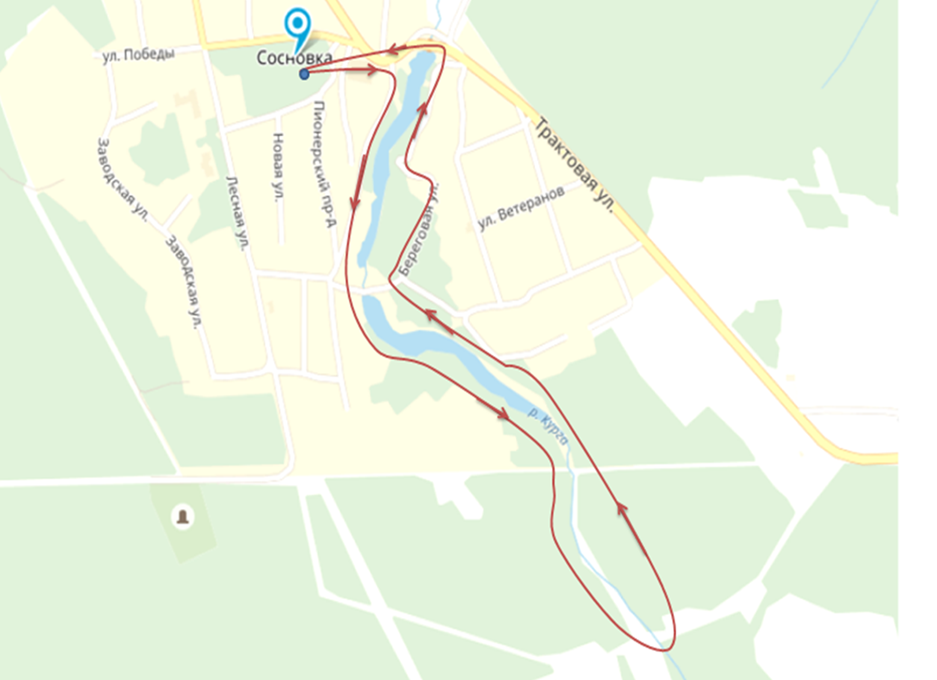 ул. Победы
Сосновка
Трактовая ул.
Пионерский пр-д
Новая ул.
Заводская ул.
Лесная ул.
ул. Ветеранов
Береговая ул.
Заводская ул.
р. Курга